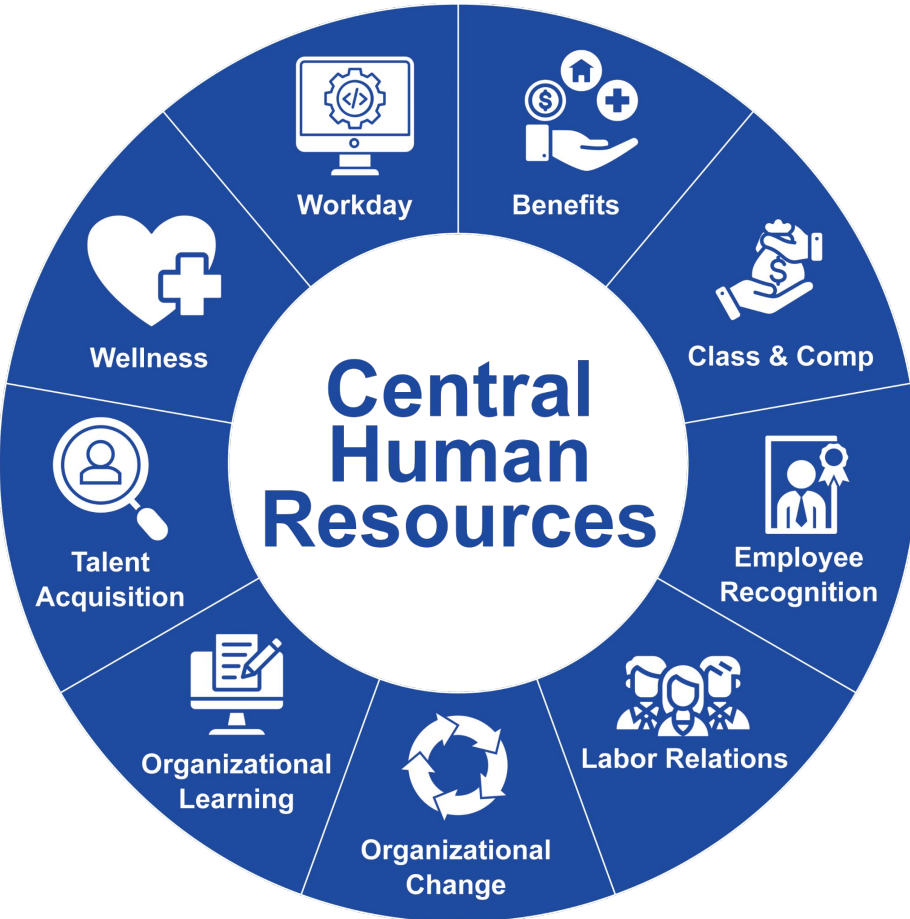 Workday
Benefits
Class & Comp
Employee
Recognition
Labor Relations
Organizational
Change
Organizational
Learning
Talent
Acquisition
Wellness
Central
Human
Resources